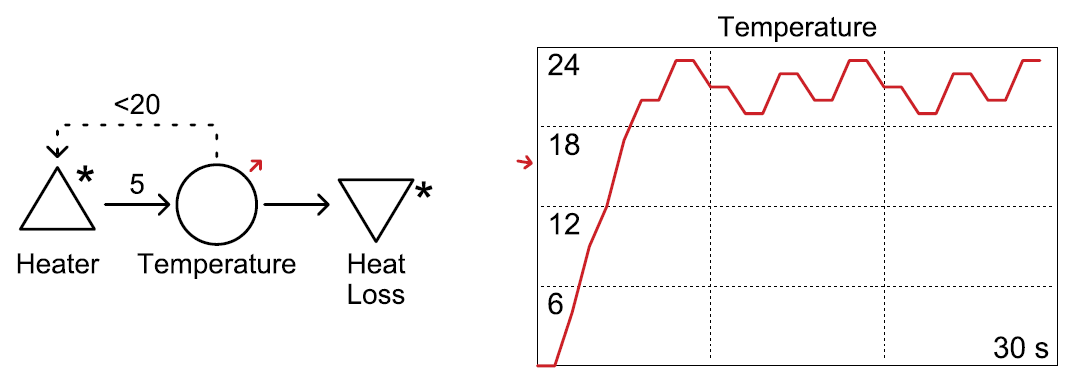 <20
*
5
*
Heater
Temperature
Heat
Loss
Temperature
24
18
12
6
30 s